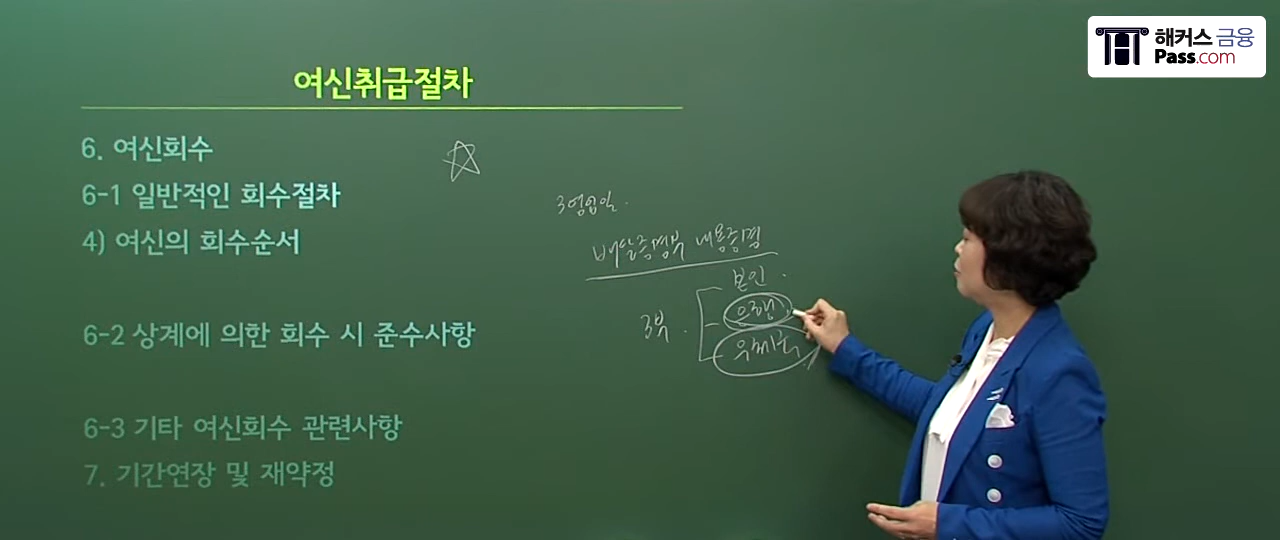 해커스 금융
Pass.com
여신취급절차
6. 여신회수
6-1 일반적인 회수절차
3영업일.
4) 여신의 회수순서
배달증명부 내용증명
본인.
3부.
은행
우체국
6-2 상계에 의한 회수 시 준수사항
6-3 기타 여신회수 관련사항
7. 기간연장 및 재약정